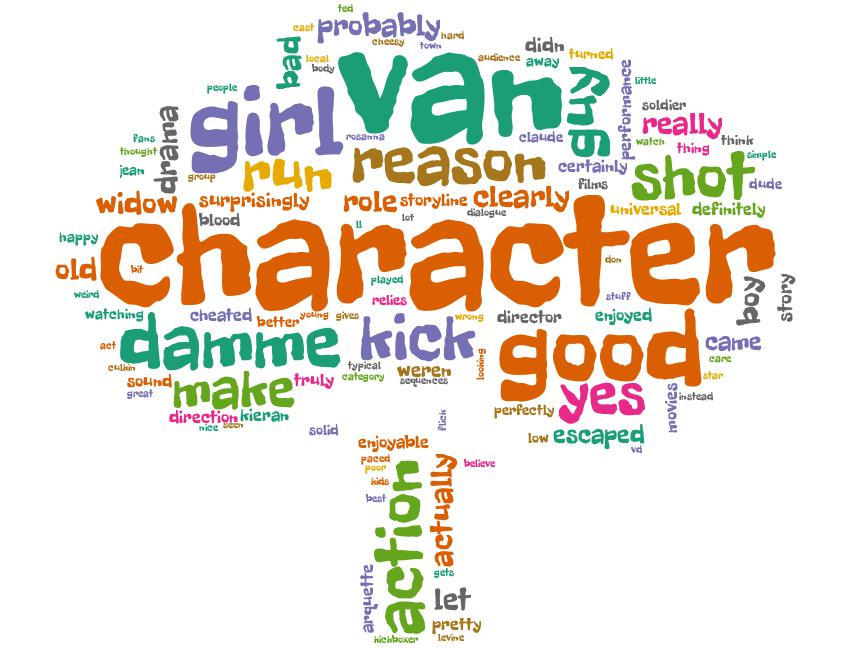 ted
cast probably hard
cheesy town
bad local body
van
audience didn away turned
guy
performance
little
people
girl
rosanna
claude
soldier
really
watch thing think
fans
thought
jean
drama
group
run
reason
certainly
films
shot
simple
dude
widow surprisingly
blood
role storyline clearly
lot dialogue
universal definitely
happy
character
ll
don
bit
old
weird
played
relies
stuff
boy
story
watching cheated better young gives
wrong director enjoyed
act
damme
kick
looking
good
came
care
culkin
typical
category
weren
sequences
star
sound
great
make
truly
yes
movies
instead
direction kieran
nice seen
perfectly
solid
flick
low escaped
vd
enjoyable
paced
poor
kids
best
action
actually
believe
gets
arquette
let
pretty
kickboxer
levine